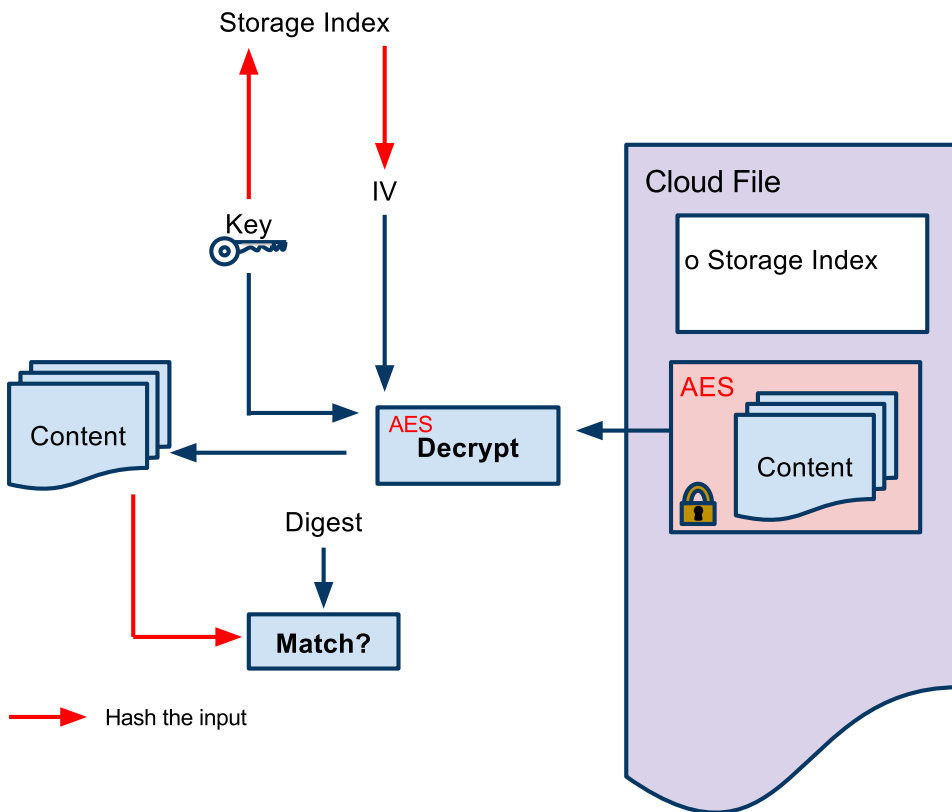 Storage Index
IV
Key
Cloud File
o Storage Index
AES
Content
AES
Decrypt
Content
Digest
Match?
Hash the input